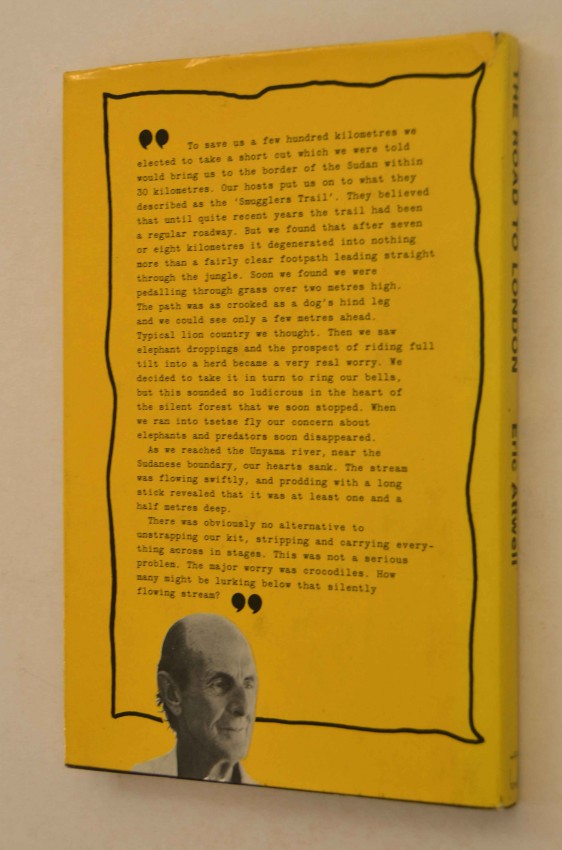 ❞ To save us a few hundred kilometres we
elected to take a short cut which we were told
would bring us to the border of the Sudan within
30 kilometres. Our hosts put us on to what they
described as the 'Smugglers Trail'. They believed
that until quite recent years the trail had been
a regular roadway. But we found that after seven
or eight kilometres it degenerated into nothing
more than a fairly clear footpath leading straight
through the jungle. Soon we found we were
pedalling through grass over two metres high.
The path was as crooked as a dog's hind leg
and we could see only a few metres ahead.
Typical lion country we thought. Then we saw
elephant droppings and the prospect of riding full
tilt into a herd became a very real worry. We
decided to take it in turn to ring our bells,
but this sounded so ludicrous in the heart of
the silent forest that we soon stopped. When
we ran into tsetse fly our concern about
elephants and predators soon disappeared.
As we reached the Unyama river, near the
Sudanese boundary, our hearts sank. The stream
was flowing swiftly, and prodding with a long
stick revealed that it was at least one and a
half metres deep.
There was obviously no alternative to
unstrapping our kit, stripping and carrying every-
thing across in stages. This was not a serious
problem. The major worry was crocodiles. How
many might be lurking below that silently
flowing stream? ❞
THE ROAD TO LONDON Eric Attwell